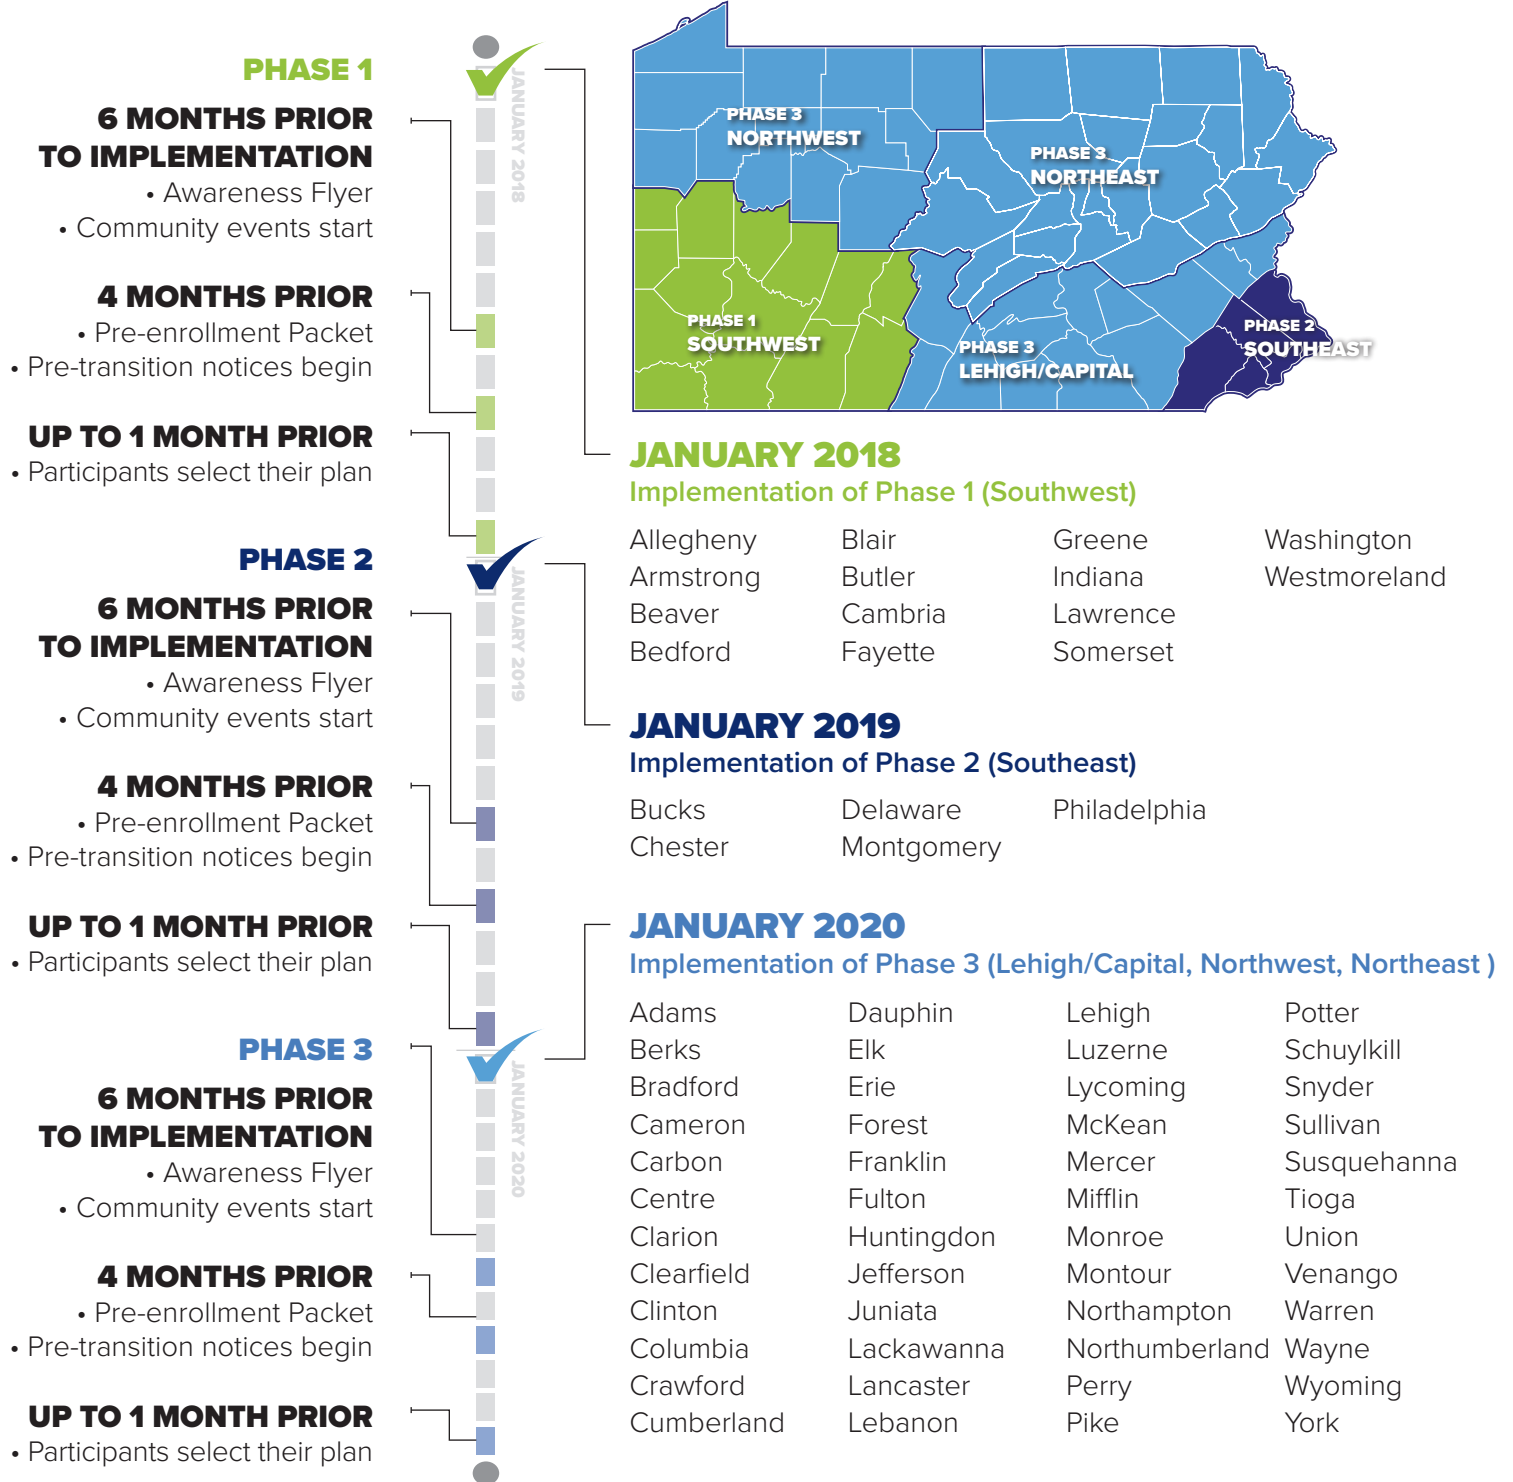 PHASE 1
6 MONTHS PRIOR
TO IMPLEMENTATION
• Awareness Flyer
• Community events start
4 MONTHS PRIOR
• Pre-enrollment Packet
• Pre-transition notices begin
UP TO 1 MONTH PRIOR
• Participants select their plan
PHASE 2
6 MONTHS PRIOR
TO IMPLEMENTATION
• Awareness Flyer
• Community events start
4 MONTHS PRIOR
• Pre-enrollment Packet
• Pre-transition notices begin
UP TO 1 MONTH PRIOR
• Participants select their plan
PHASE 3
6 MONTHS PRIOR
TO IMPLEMENTATION
• Awareness Flyer
• Community events start
4 MONTHS PRIOR
• Pre-enrollment Packet
• Pre-transition notices begin
UP TO 1 MONTH PRIOR
• Participants select their plan
JANUARY 2018
JANUARY 2019
JANUARY 2020
PHASE 3
NORTHWEST
PHASE 3
NORTHEAST
PHASE 1
SOUTHWEST
PHASE 3
LEHIGH/CAPITAL
PHASE 2
SOUTHEAST
JANUARY 2018
Implementation of Phase 1 (Southwest)
Allegheny Blair Greene Washington
Armstrong Butler Indiana Westmoreland
Beaver Cambria Lawrence
Bedford Fayette Somerset
JANUARY 2019
Implementation of Phase 2 (Southeast)
Bucks Delaware Philadelphia
Chester Montgomery
JANUARY 2020
Implementation of Phase 3 (Lehigh/Capital, Northwest, Northeast )
Adams Dauphin Lehigh Potter
Berks Elk Luzerne Schuylkill
Bradford Erie Lycoming Snyder
Cameron Forest McKean Sullivan
Carbon Franklin Mercer Susquehanna
Centre Fulton Mifflin Tioga
Clarion Huntingdon Monroe Union
Clearfield Jefferson Montour Venango
Clinton Juniata Northampton Warren
Columbia Lackawanna Northumberland Wayne
Crawford Lancaster Perry Wyoming
Cumberland Lebanon Pike York